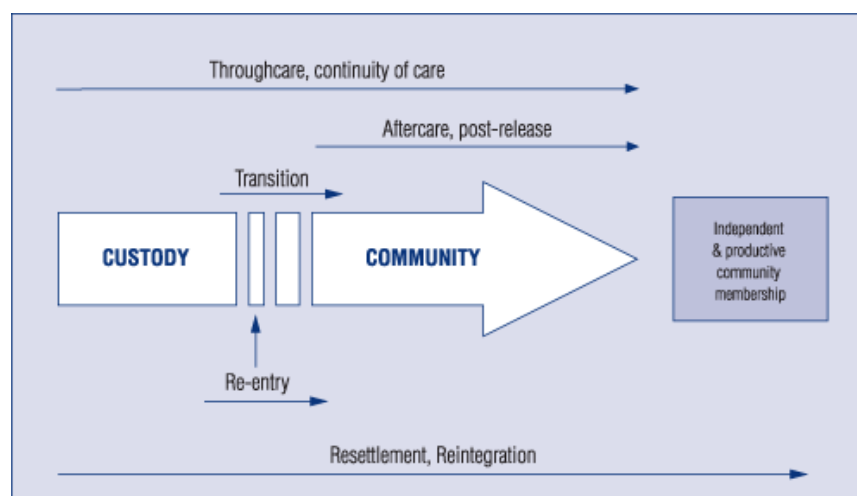 Throughcare, continuity of care
Aftercare, post-release
Transition
CUSTODY
COMMUNITY
Independent
& productive
community
membership
Re-entry
Resettlement, Reintegration